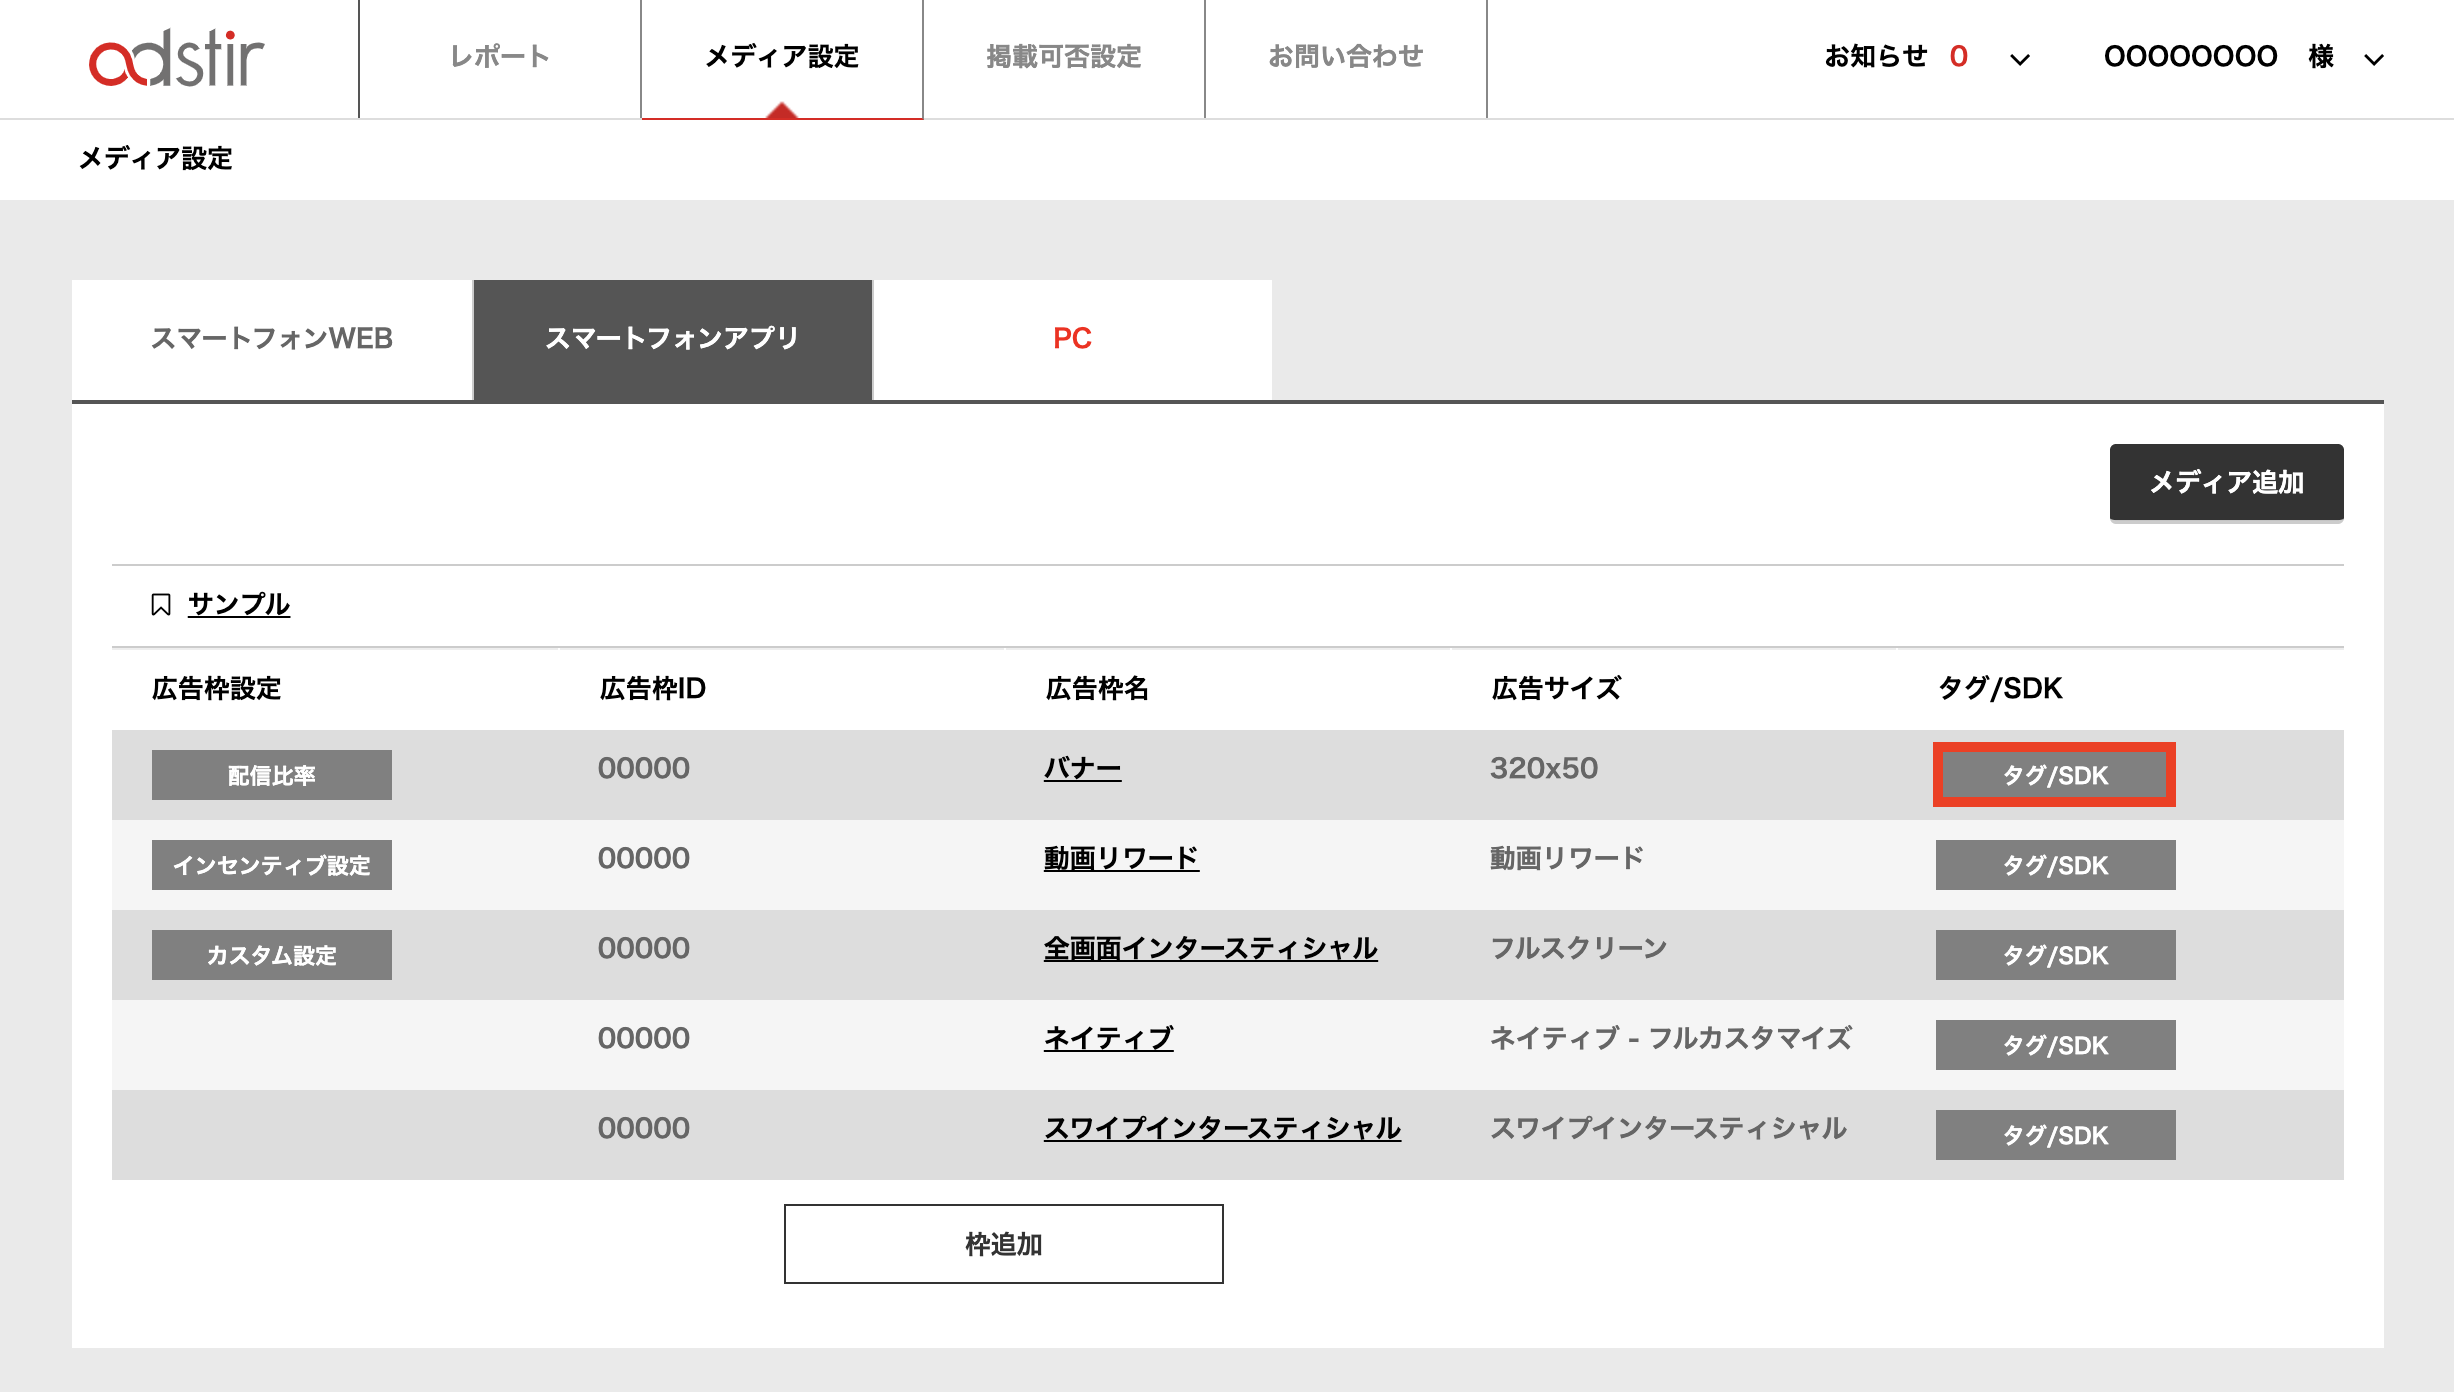 adstir レポート メディア設定 掲載可否設定 お問い合わせ お知らせ 0 OOOOOOOO 様
メディア設定
スマートフォンWEB スマートフォンアプリ PC
メディア追加
サンプル
広告枠設定 広告枠ID 広告枠名 広告サイズ タグ/SDK
配信比率 00000 バナー 320x50 タグ/SDK
インセンティブ設定 00000 動画リワード 動画リワード タグ/SDK
カスタム設定 00000 全画面インタースティシャル フルスクリーン タグ/SDK
00000 ネイティブ ネイティブ - フルカスタマイズ タグ/SDK
00000 スワイプインタースティシャル スワイプインタースティシャル タグ/SDK
枠追加